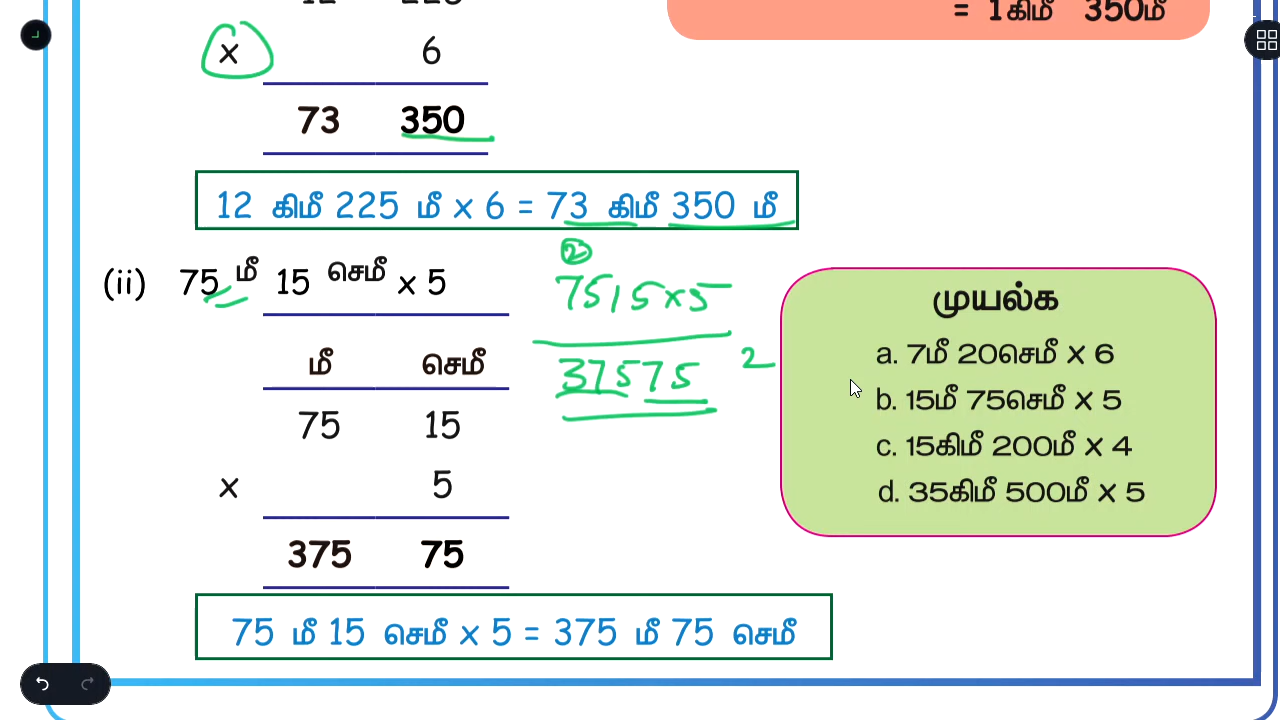 = 1கிமீ 350மீ
x 6
73 350
12 கிமீ 225 மீ x 6 = 73 கிமீ 350 மீ
(ii) 75 மீ 15 செமீ x 5
மீ செமீ
75 15
x 5
375 75
75 மீ 15 செமீ x 5 = 375 மீ 75 செமீ
2
7515x5
37575
2
முயல்க
a. 7மீ 20செமீ x 6
b. 15மீ 75செமீ x 5
c. 15கிமீ 200மீ x 4
d. 35கிமீ 500மீ x 5